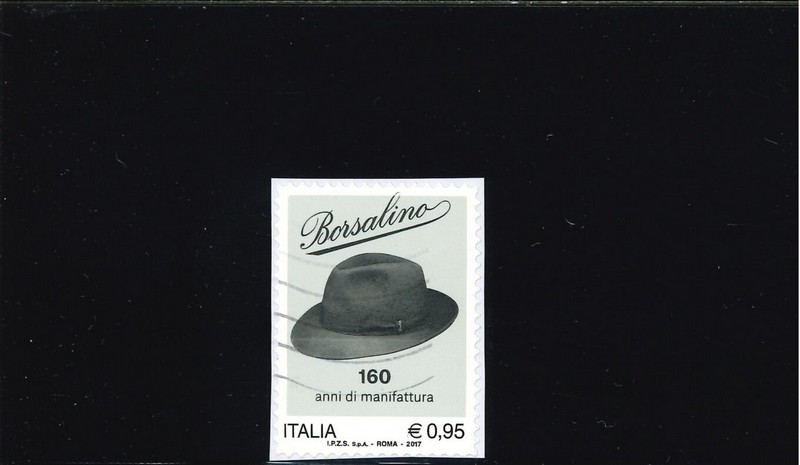 Borsalino
160
anni di manifattura
ITALIA € 0,95
I.P.Z.S. S.p.A. - ROMA - 2017